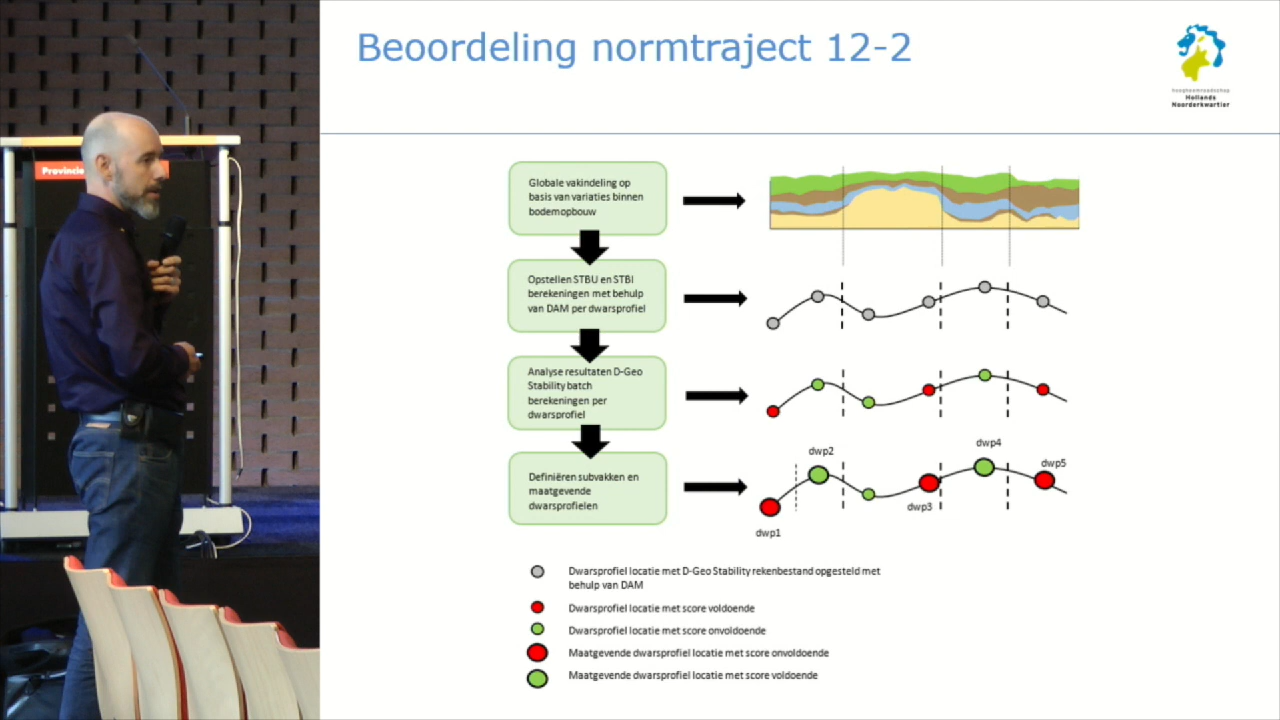 Beoordeling normtraject 12-2
hoogheemraadschap
Hollands
Noorderkwartier
Provincie
Globale vakindeling op
basis van variaties binnen
bodemopbouw
Opstellen STBU en STBI
berekeningen met behulp
van DAM per dwarsprofiel
Analyse resultaten D-Geo
Stability batch
berekeningen per
dwarsprofiel
Definiëren subvakken en
maatgevende
dwarsprofielen
dwp1
dwp2
dwp3
dwp4
dwp5
Dwarsprofiel locatie met D-Geo Stability rekenbestand opgesteld met
behulp van DAM
Dwarsprofiel locatie met score voldoende
Dwarsprofiel locatie met score onvoldoende
Maatgevende dwarsprofiel locatie met score onvoldoende
Maatgevende dwarsprofiel locatie met score voldoende